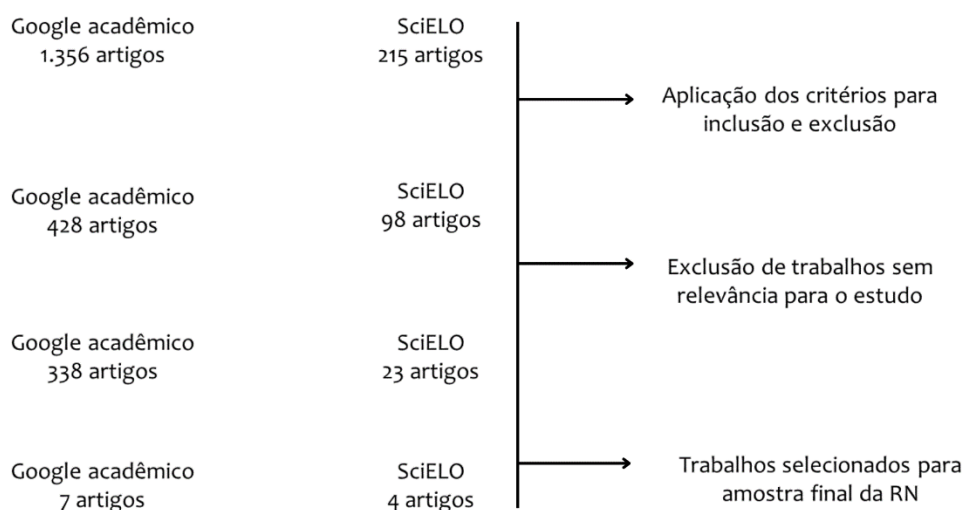 Google acadêmico
1.356 artigos
SciELO
215 artigos
Aplicação dos critérios para
inclusão e exclusão
Google acadêmico
428 artigos
SciELO
98 artigos
Exclusão de trabalhos sem
relevância para o estudo
Google acadêmico
338 artigos
SciELO
23 artigos
Google acadêmico
7 artigos
SciELO
4 artigos
Trabalhos selecionados para
amostra final da RN